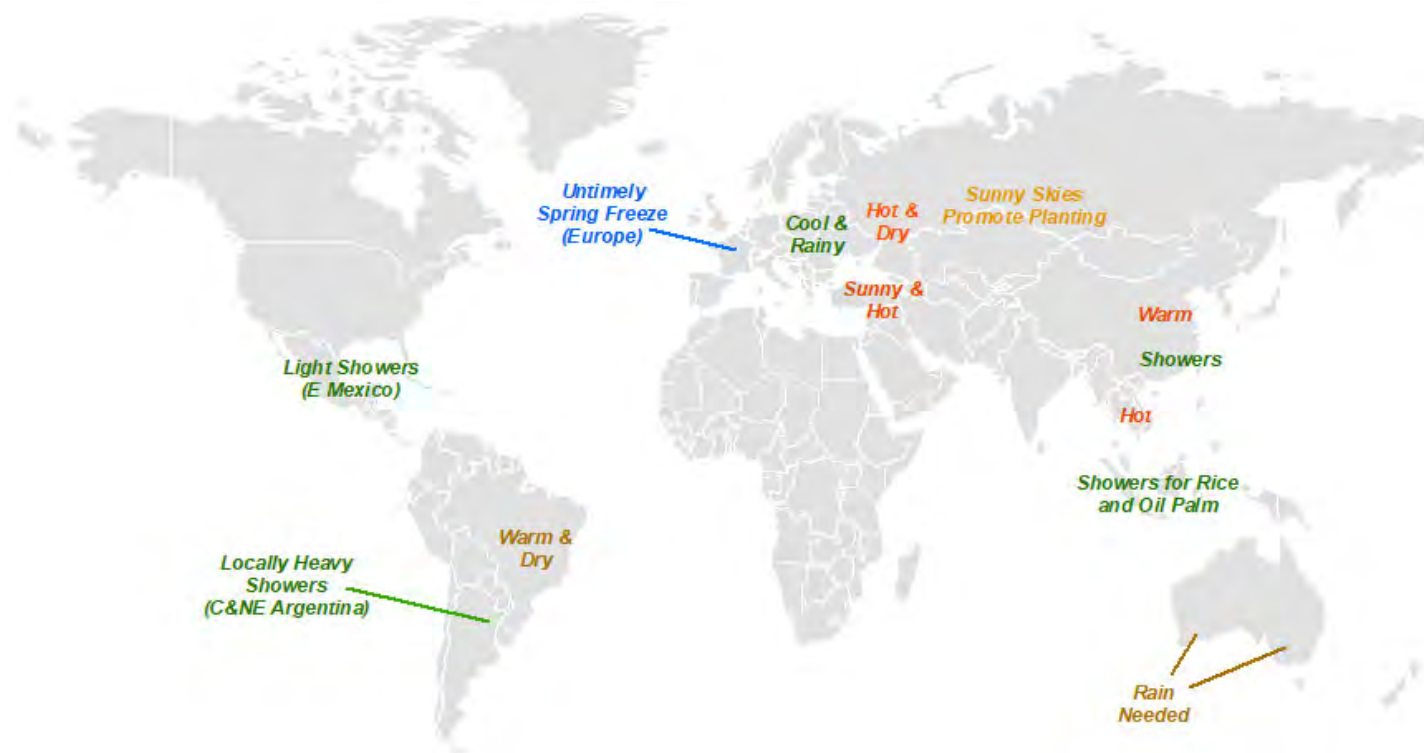 Untimely
Spring Freeze
(Europe)
Cool &
Rainy
Hot &
Dry
Sunny Skies
Promote Planting
Sunny &
Hot
Warm
Showers
Hot
Light Showers
(E Mexico)
Showers for Rice
and Oil Palm
Warm &
Dry
Locally Heavy
Showers
(C&NE Argentina)
Rain
Needed